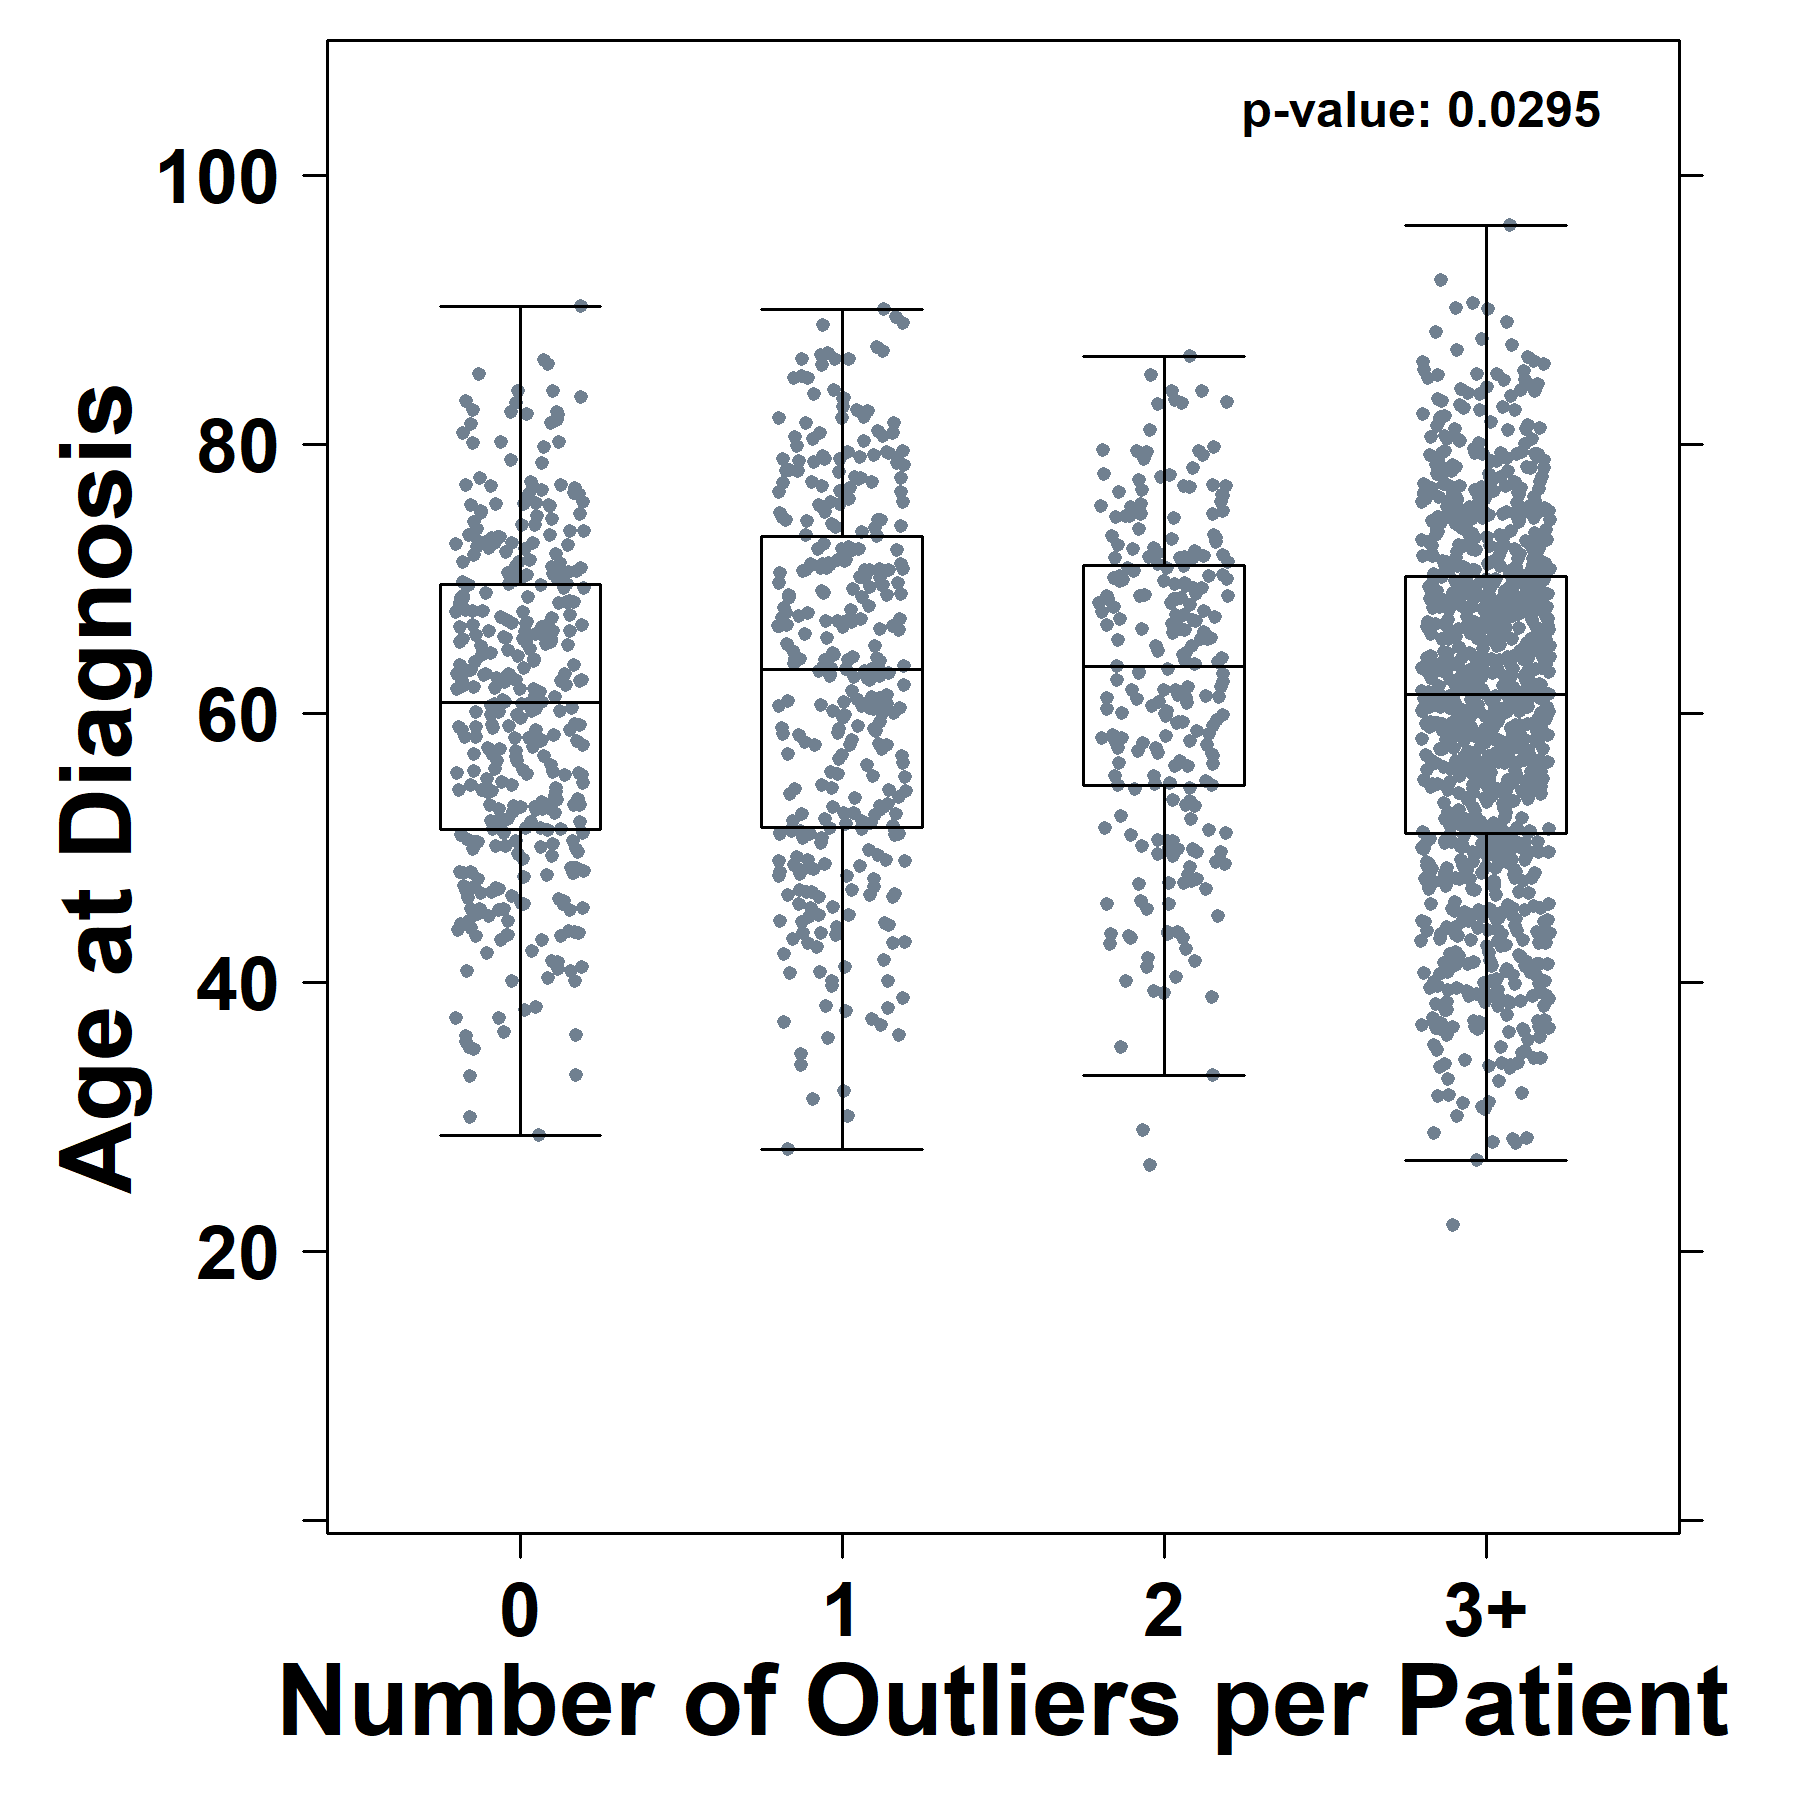 p-value: 0.0295
100
80
60
40
20
Age at Diagnosis
0 1 2 3+
Number of Outliers per Patient